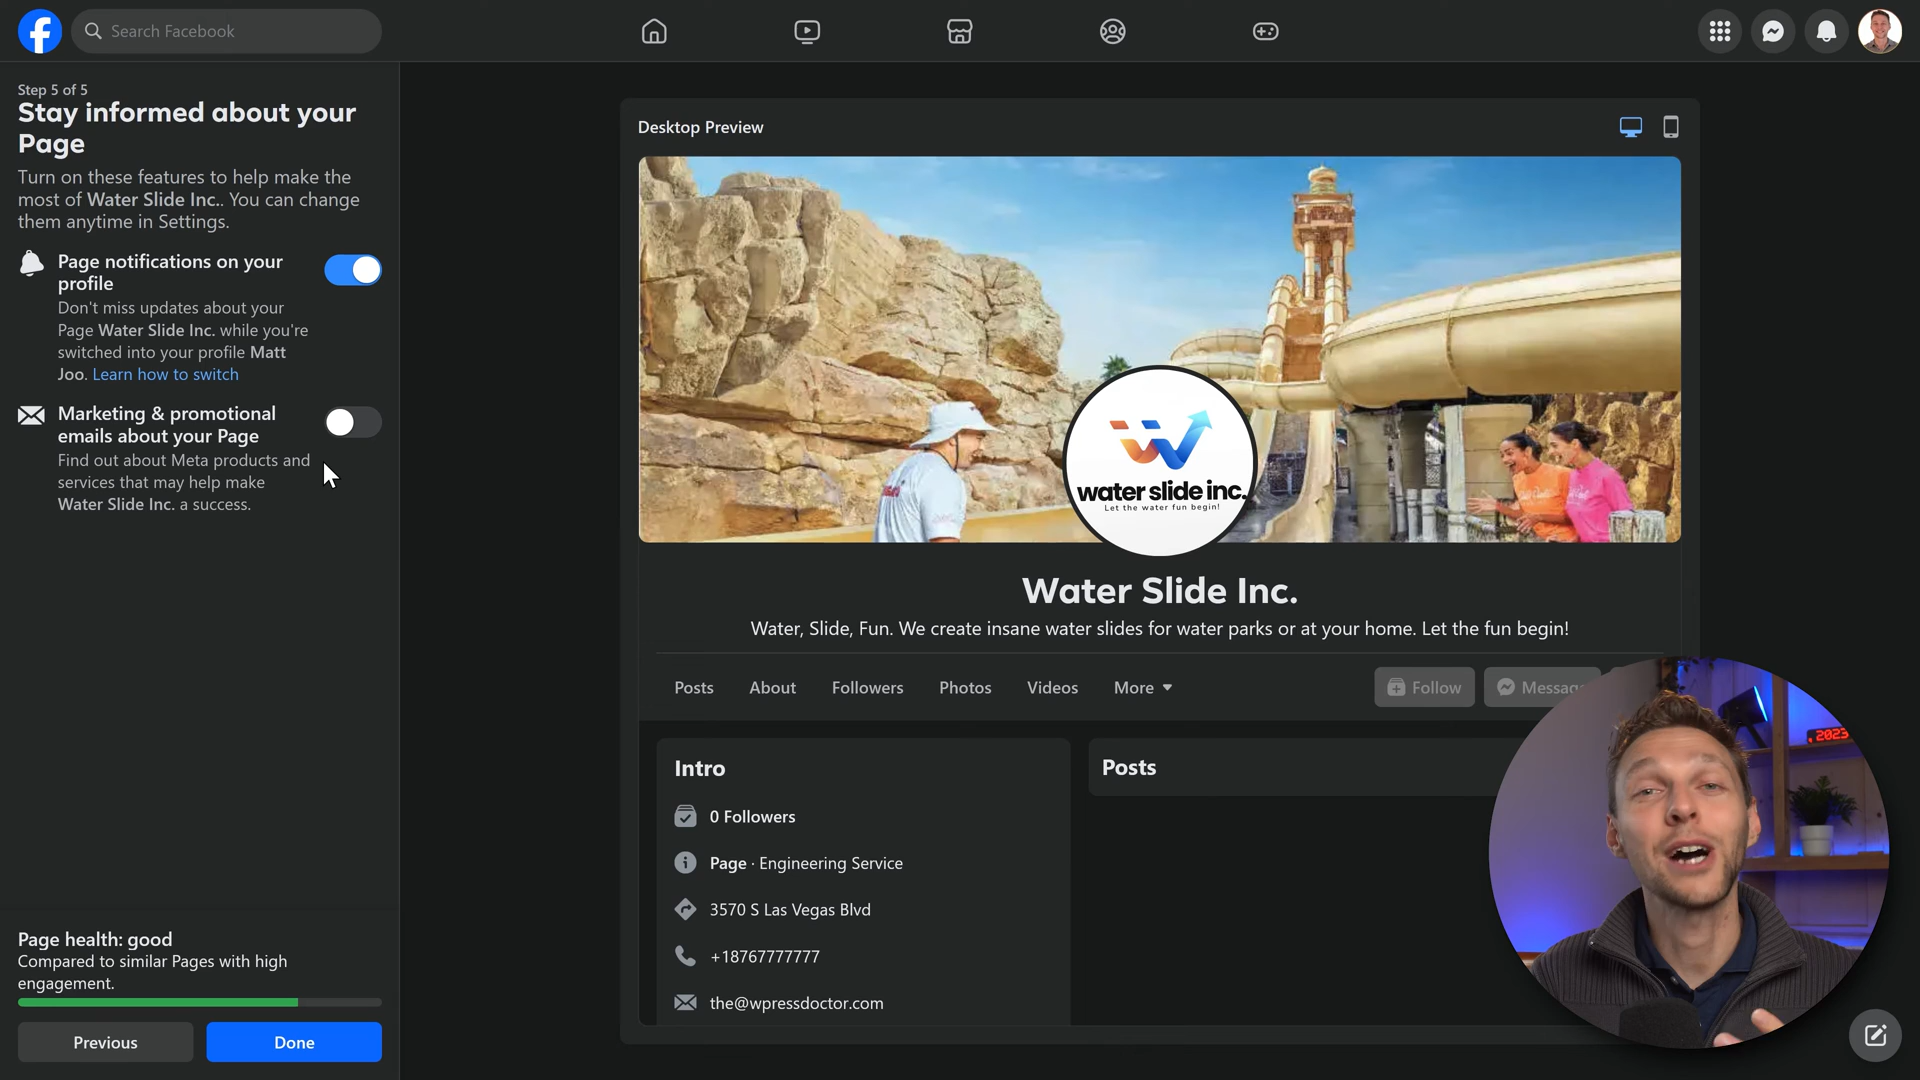 Search Facebook
Step 5 of 5
Stay informed about your
Page
Turn on these features to help make the
most of Water Slide Inc.. You can change
them anytime in Settings.
Page notifications on your
profile
Don't miss updates about your
Page Water Slide Inc. while you're
switched into your profile Matt
Joo. Learn how to switch
Marketing & promotional
emails about your Page
Find out about Meta products and
services that may help make
Water Slide Inc. a success.
Page health: good
Compared to similar Pages with high
engagement.
Previous
Done
Desktop Preview
water slide inc.
Let the water fun begin!
Water Slide Inc.
Water, Slide, Fun. We create insane water slides for water parks or at your home. Let the fun begin!
Posts
About
Followers
Photos
Videos
More
Follow
Messag
Intro
0 Followers
Page · Engineering Service
3570 S Las Vegas Blvd
+18767777777
the@wpressdoctor.com
Posts
.2023